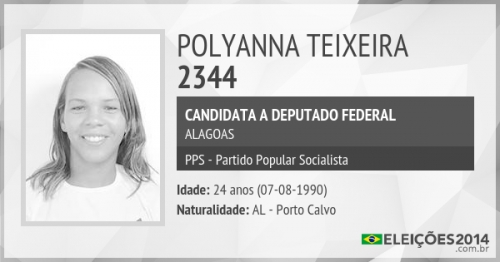 POLYANNA TEIXEIRA
2344
CANDIDATA A DEPUTADO FEDERAL
ALAGOAS
PPS - Partido Popular Socialista
Idade: 24 anos (07-08-1990)
Naturalidade: AL - Porto Calvo
ELEIÇÕES2014
.com.br